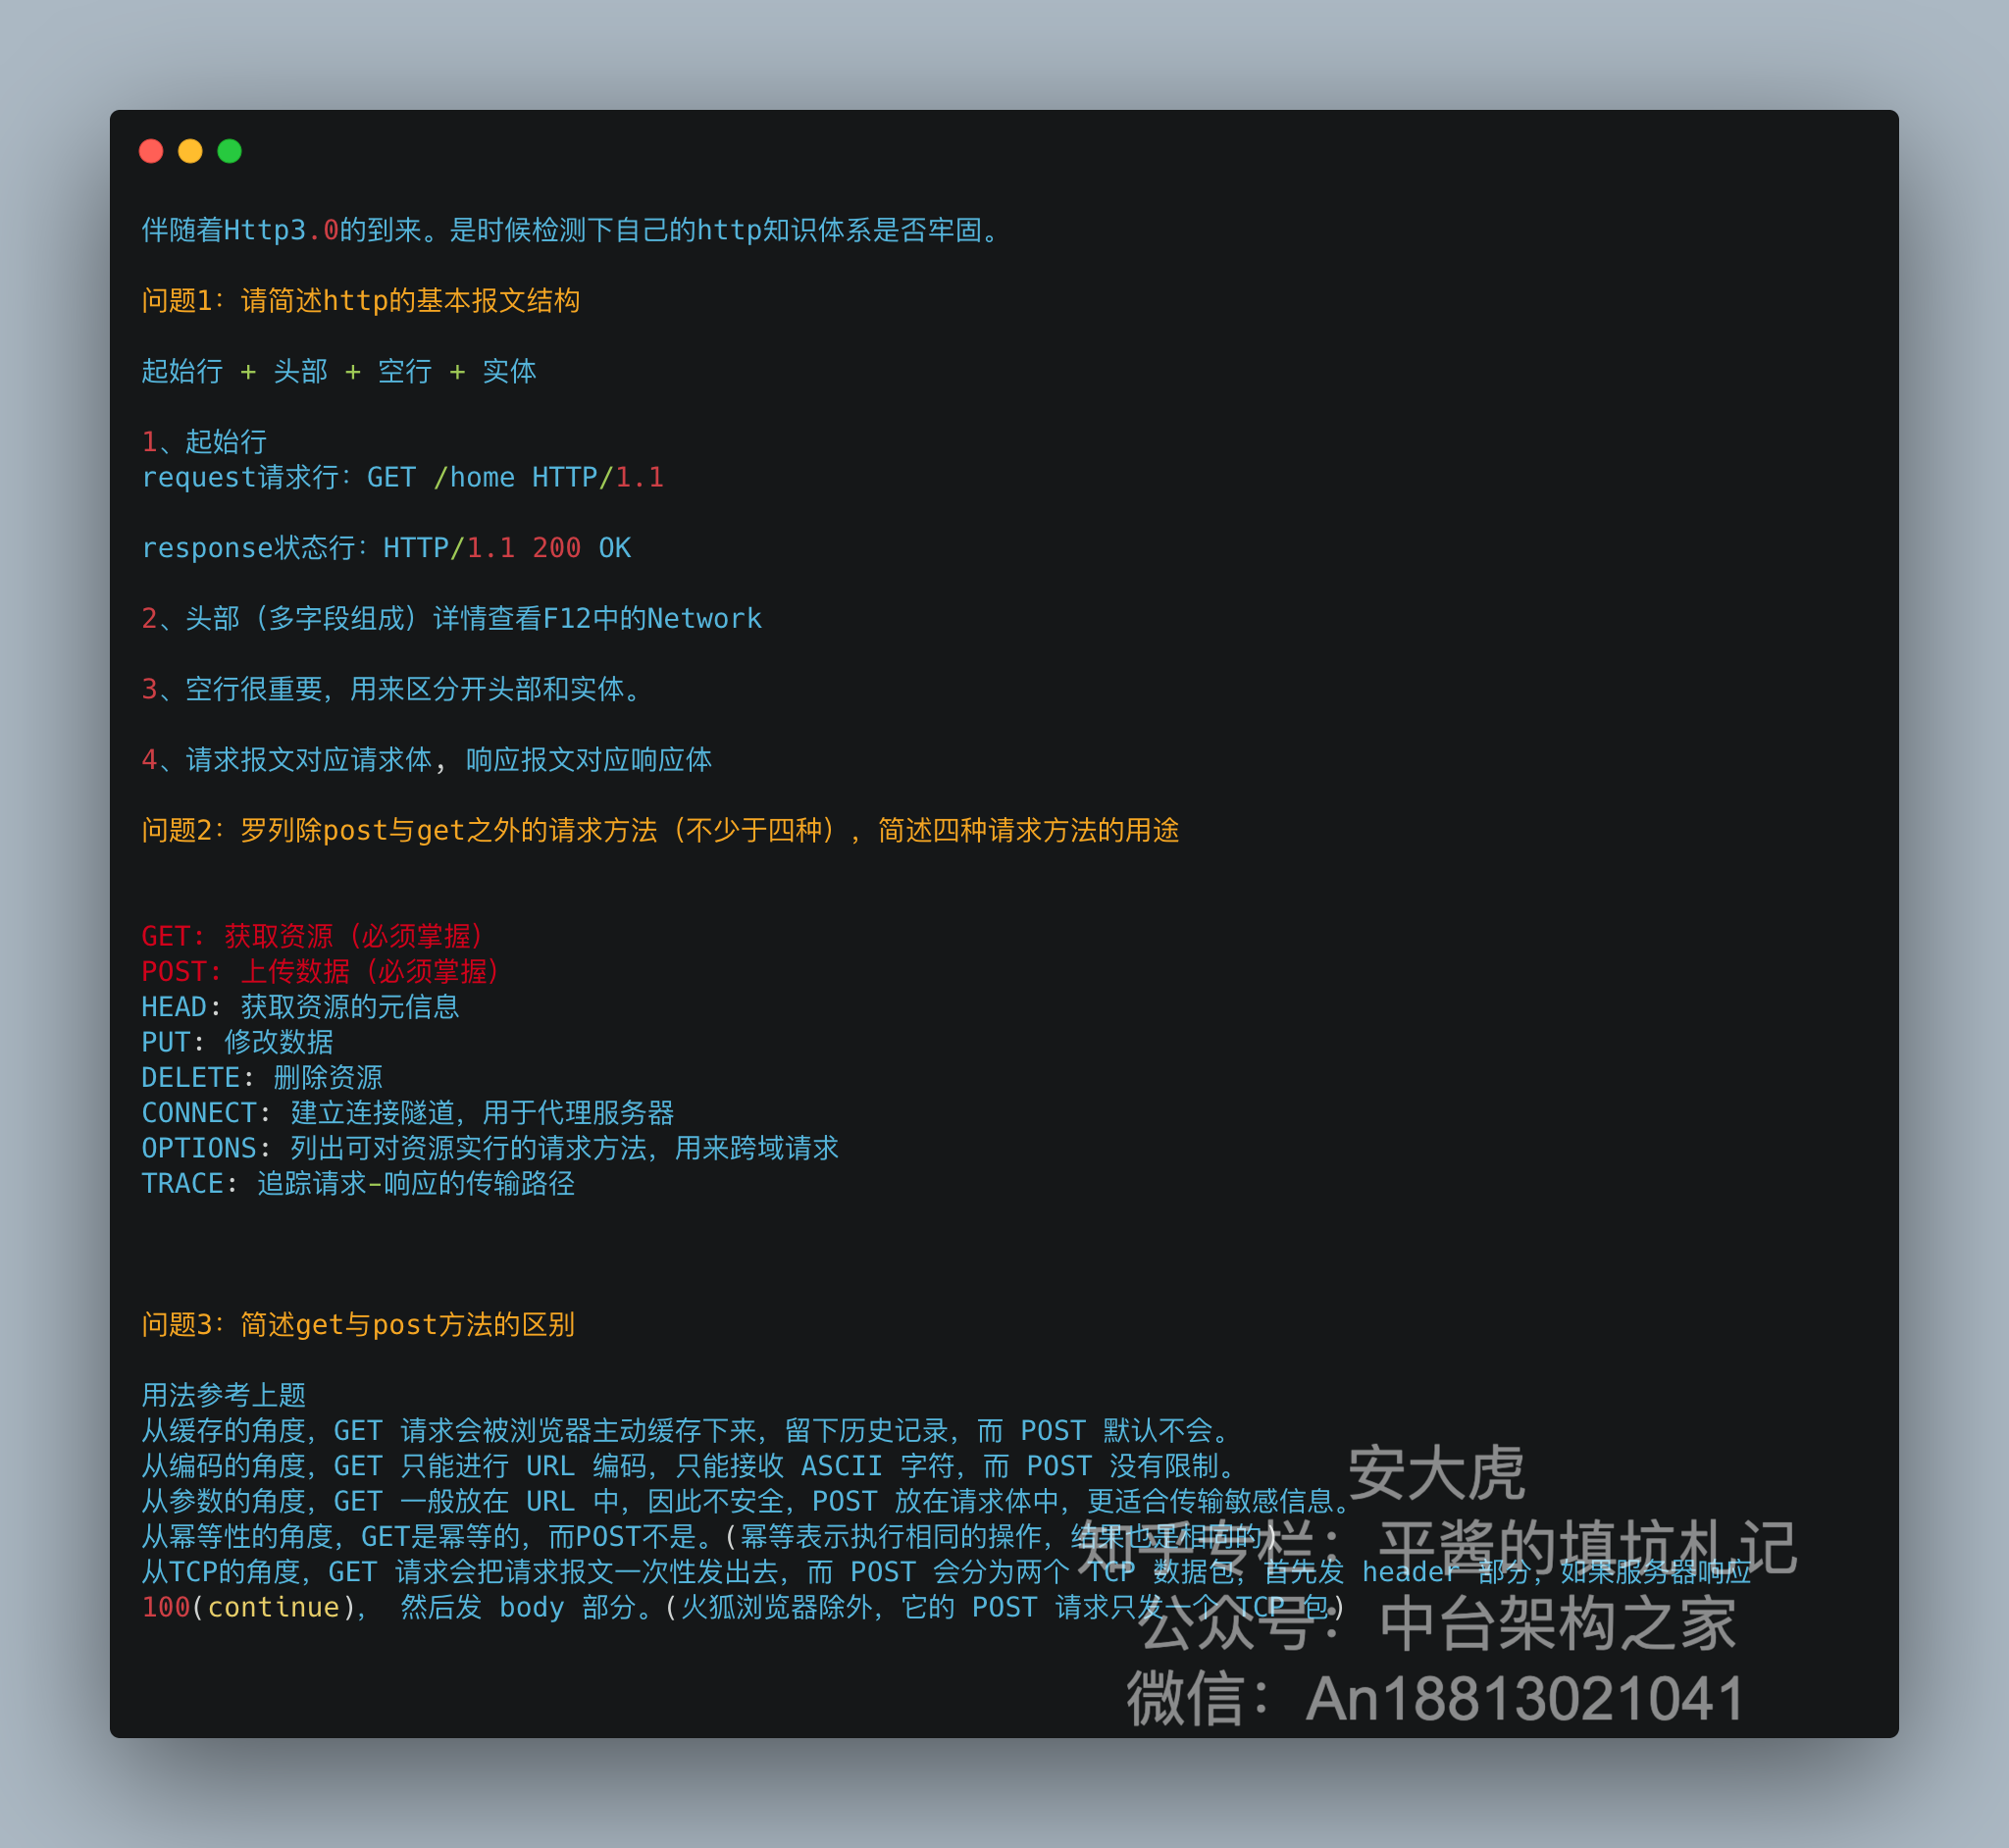 伴随着Http3.0的到来。是时候检测下自己的http知识体系是否牢固。
问题1：请简述http的基本报文结构
起始行 + 头部 + 空行 + 实体
1、起始行
request请求行：GET /home HTTP/1.1
response状态行：HTTP/1.1 200 OK
2、头部（多字段组成）详情查看F12中的Network
3、空行很重要，用来区分开头部和实体。
4、请求报文对应请求体, 响应报文对应响应体
问题2：罗列除post与get之外的请求方法（不少于四种），简述四种请求方法的用途
GET: 获取资源（必须掌握）
POST: 上传数据（必须掌握）
HEAD: 获取资源的元信息
PUT: 修改数据
DELETE: 删除资源
CONNECT: 建立连接隧道，用于代理服务器
OPTIONS: 列出可对资源实行的请求方法，用来跨域请求
TRACE: 追踪请求-响应的传输路径
问题3：简述get与post方法的区别
用法参考上题
从缓存的角度，GET 请求会被浏览器主动缓存下来，留下历史记录，而 POST 默认不会。
从编码的角度，GET 只能进行 URL 编码，只能接收 ASCII 字符，而 POST 没有限制。
从参数的角度，GET 一般放在 URL 中，因此不安全，POST 放在请求体中，更适合传输敏感信息。
从幂等性的角度，GET是幂等的，而POST不是。(幂等表示执行相同的操作，结果也是相同的)
从TCP的角度，GET 请求会把请求报文一次性发出去，而 POST 会分为两个 TCP 数据包，首先发 header 部分，如果服务器响应
100(continue)， 然后发 body 部分。(火狐浏览器除外，它的 POST 请求只发一个 TCP 包)
安大虎
知乎专栏：平酱的填坑札记
公众号：中台架构之家
微信：An18813021041